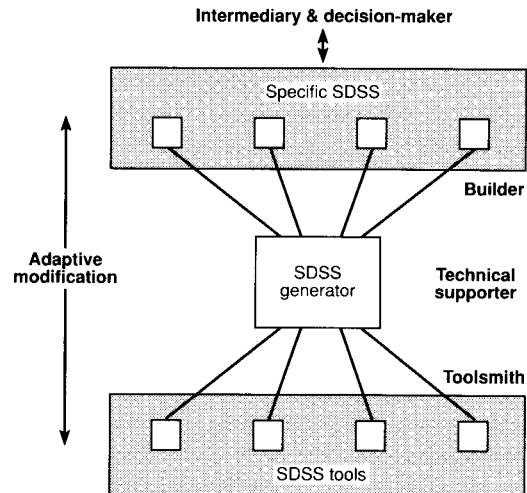 Intermediary & decision-maker
Specific SDSS
Builder
Adaptive
modification
SDSS
generator
Technical
supporter
Toolsmith
SDSS tools